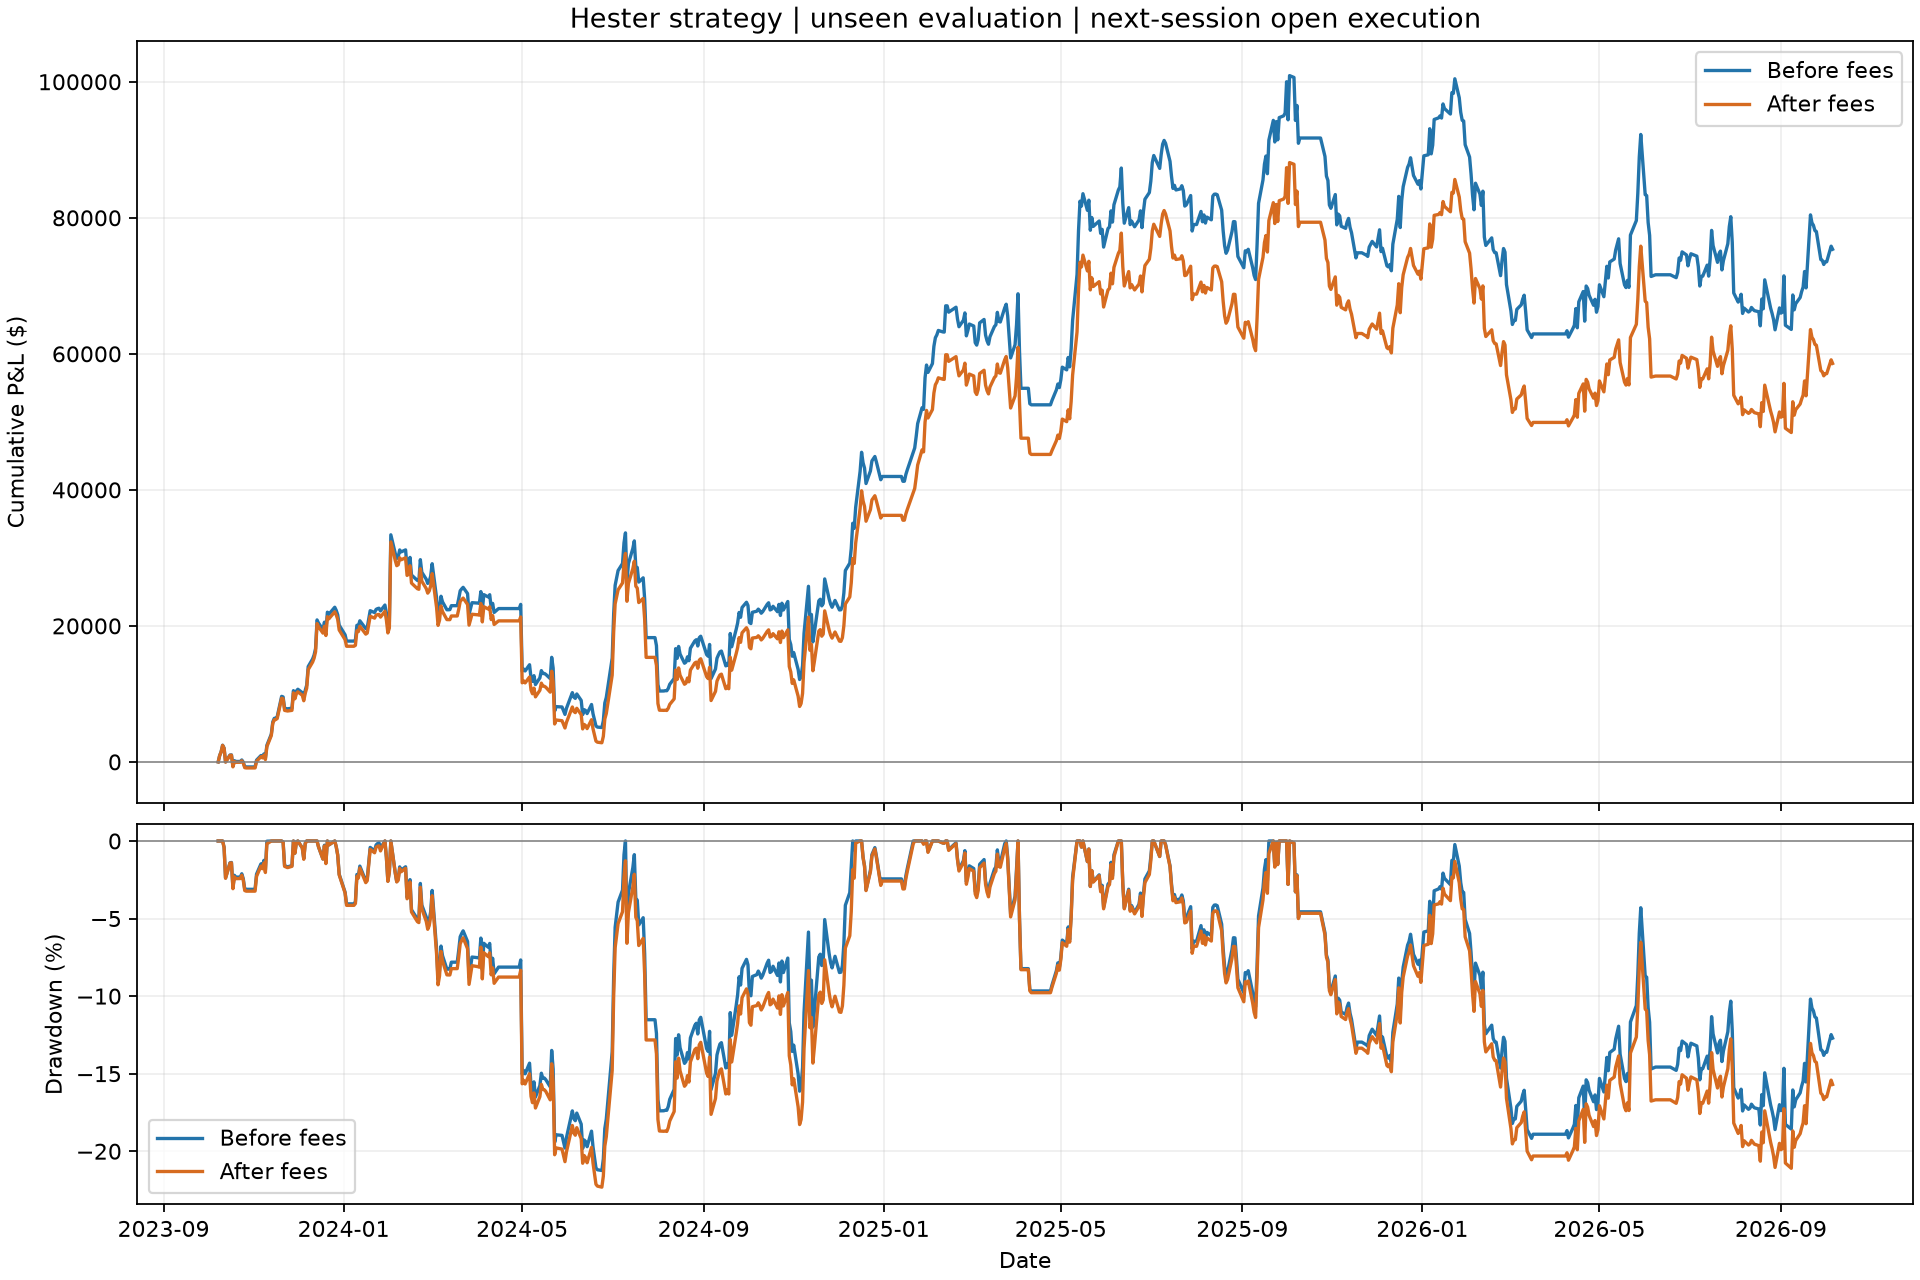 Hester strategy | unseen evaluation | next-session open execution
Before fees
After fees
100000
80000
60000
40000
20000
0
Cumulative P&L ($)
0
−5
−10
−15
−20
Drawdown (%)
Before fees
After fees
2023-09
2024-01
2024-05
2024-09
2025-01
2025-05
2025-09
2026-01
2026-05
2026-09
Date